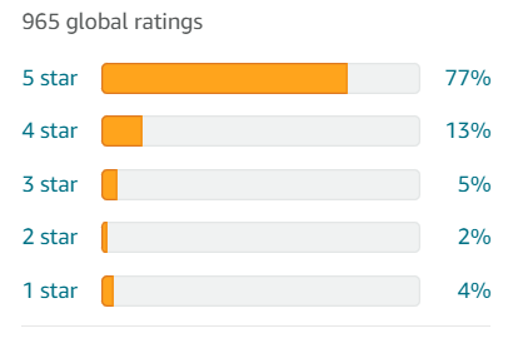 965 global ratings
5 star 77%
4 star 13%
3 star 5%
2 star 2%
1 star 4%